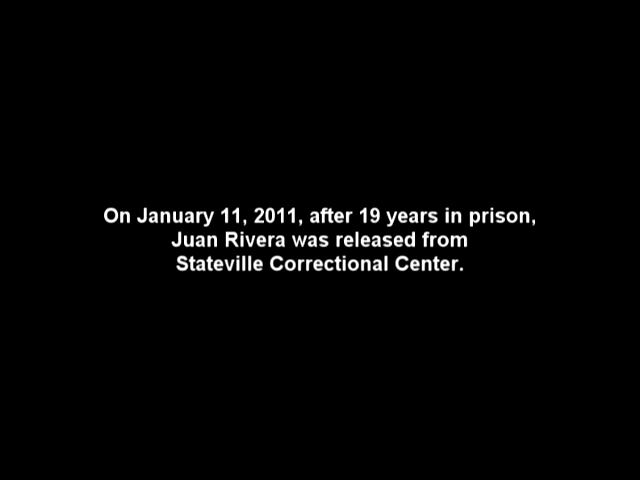 On January 11, 2011, after 19 years in prison,
Juan Rivera was released from
Stateville Correctional Center.